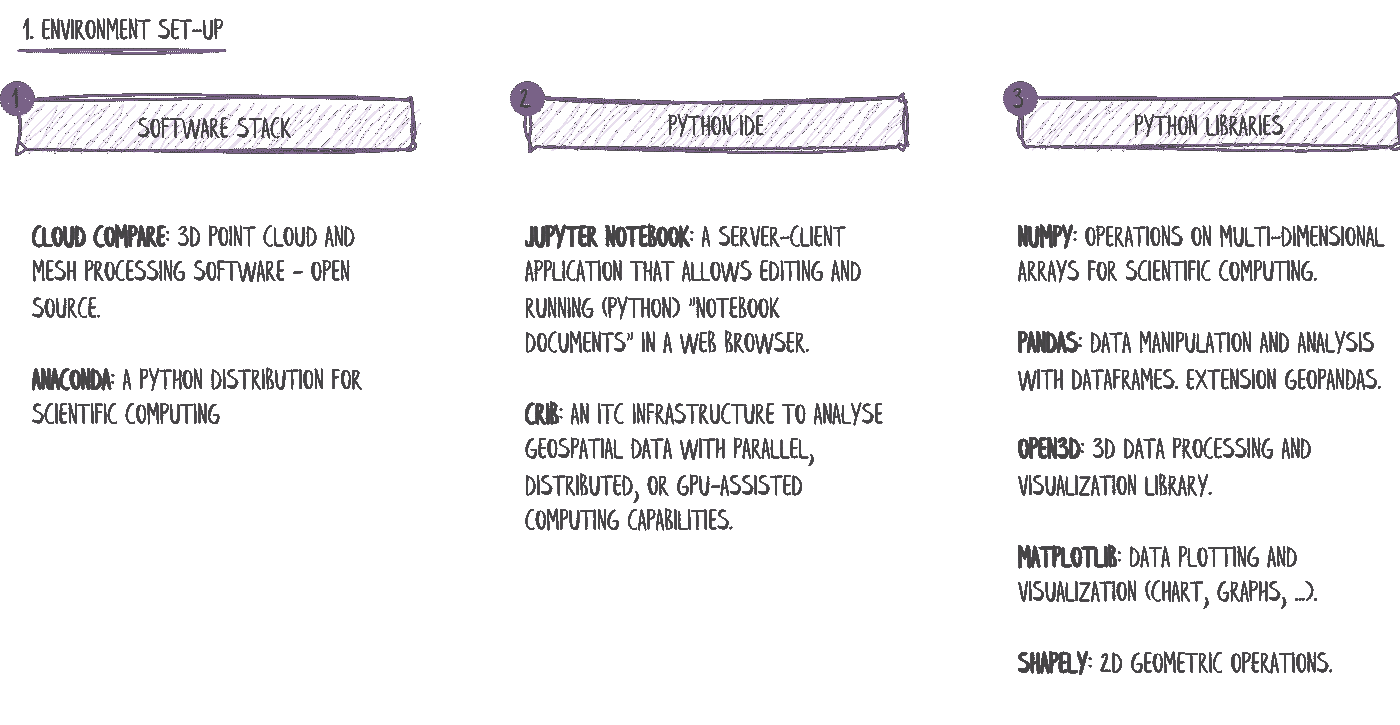 1. ENVIRONMENT SET-UP
1
SOFTWARE STACK
CLOUD COMPARE: 3D POINT CLOUD AND
MESH PROCESSING SOFTWARE - OPEN
SOURCE.
ANACONDA: A PYTHON DISTRIBUTION FOR
SCIENTIFIC COMPUTING
2
PYTHON IDE
JUPYTER NOTEBOOK: A SERVER-CLIENT
APPLICATION THAT ALLOWS EDITING AND
RUNNING (PYTHON) "NOTEBOOK
DOCUMENTS" IN A WEB BROWSER.
CRIB: AN ITC INFRASTRUCTURE TO ANALYSE
GEOSPATIAL DATA WITH PARALLEL,
DISTRIBUTED, OR GPU-ASSISTED
COMPUTING CAPABILITIES.
3
PYTHON LIBRARIES
NUMPY: OPERATIONS ON MULTI-DIMENSIONAL
ARRAYS FOR SCIENTIFIC COMPUTING.
PANDAS: DATA MANIPULATION AND ANALYSIS
WITH DATAFRAMES. EXTENSION GEOPANDAS.
OPEN3D: 3D DATA PROCESSING AND
VISUALIZATION LIBRARY.
MATPLOTLIB: DATA PLOTTING AND
VISUALIZATION (CHART, GRAPHS, ...).
SHAPELY: 2D GEOMETRIC OPERATIONS.